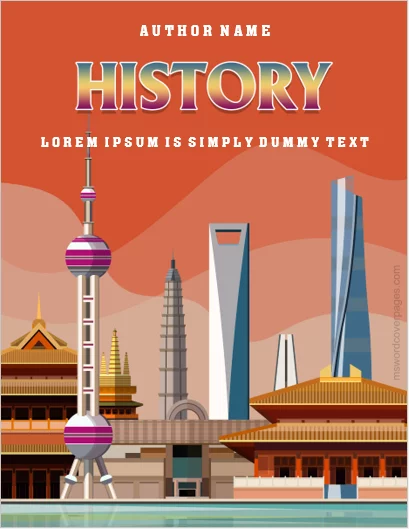 AUTHOR NAME
HISTORY
LOREM IPSUM IS SIMPLY DUMMY TEXT
mswordcoverpages.com